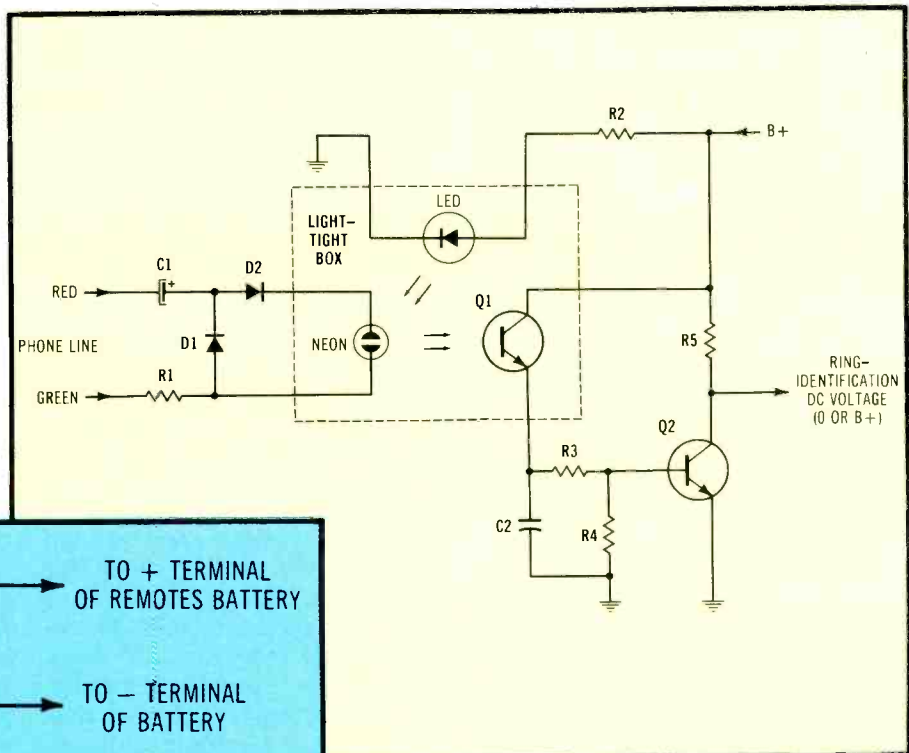 R2
B+
LED
LIGHT-
TIGHT
BOX
C1
+
D2
Q1
RED
PHONE LINE
D1
NEON
R5
GREEN
R1
RING-
IDENTIFICATION
DC VOLTAGE
(0 OR B+)
Q2
R3
C2
R4
TO + TERMINAL
OF REMOTES BATTERY
TO – TERMINAL
OF BATTERY